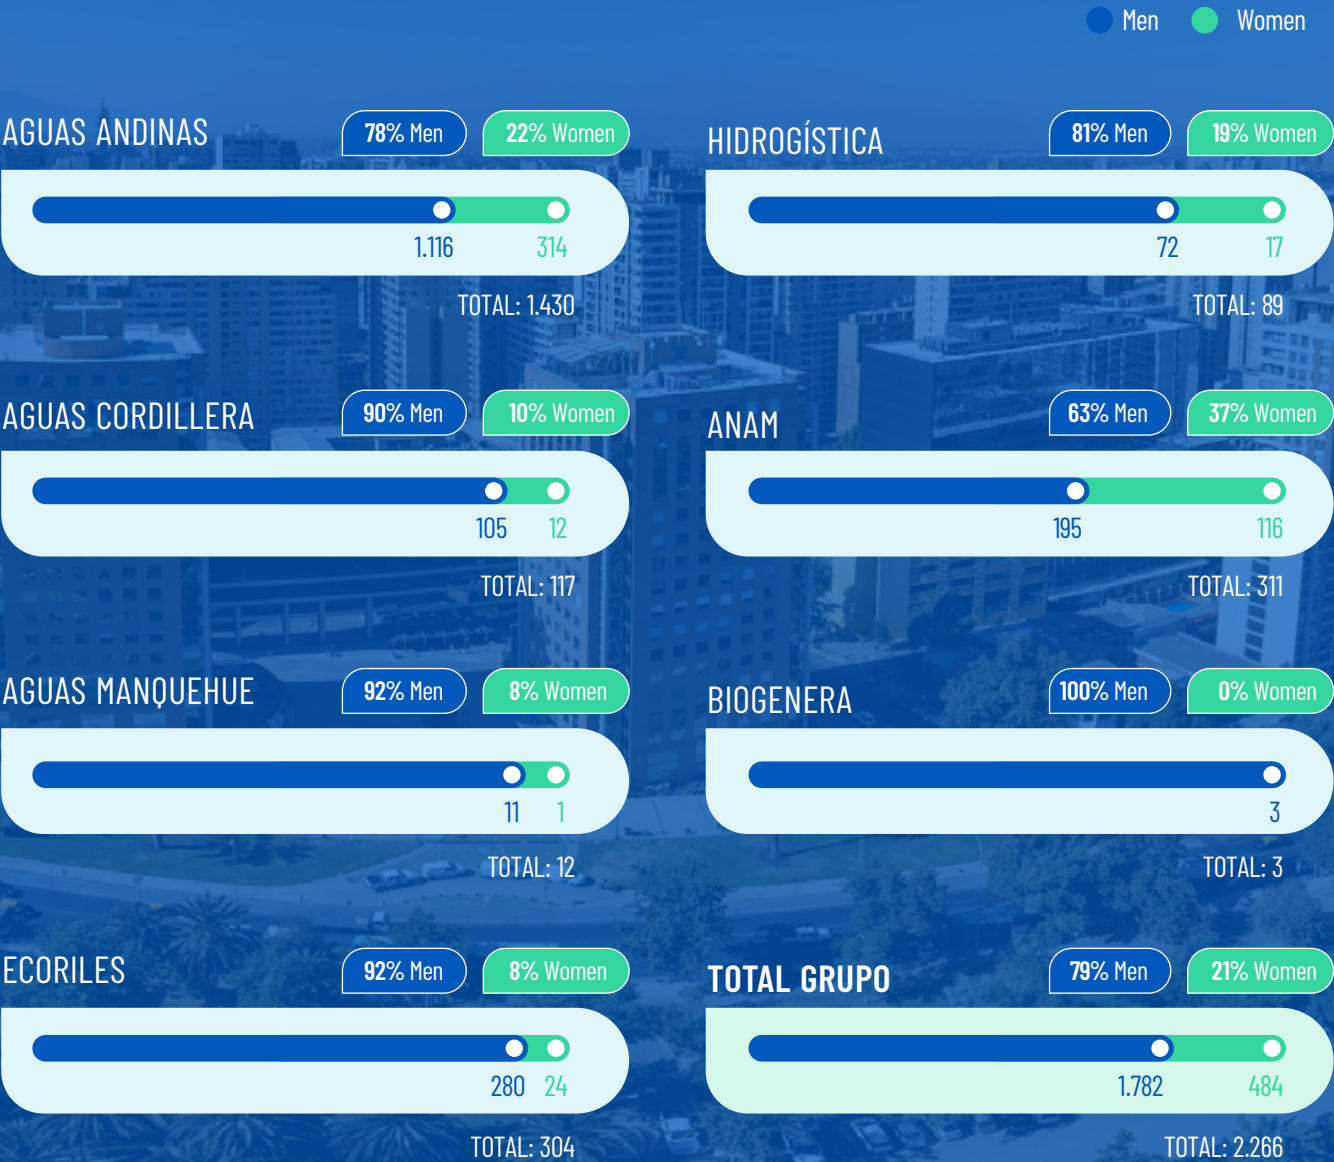 Men Women
AGUAS ANDINAS 78% Men 22% Women
1.116 314
TOTAL: 1.430
HIDROGÍSTICA 81% Men 19% Women
72 17
TOTAL: 89
AGUAS CORDILLERA 90% Men 10% Women
105 12
TOTAL: 117
ANAM 63% Men 37% Women
195 116
TOTAL: 311
AGUAS MANQUEHUE 92% Men 8% Women
11 1
TOTAL: 12
BIOGENERA 100% Men 0% Women
3
TOTAL: 3
ECORILES 92% Men 8% Women
280 24
TOTAL: 304
TOTAL GRUPO 79% Men 21% Women
1.782 484
TOTAL: 2.266